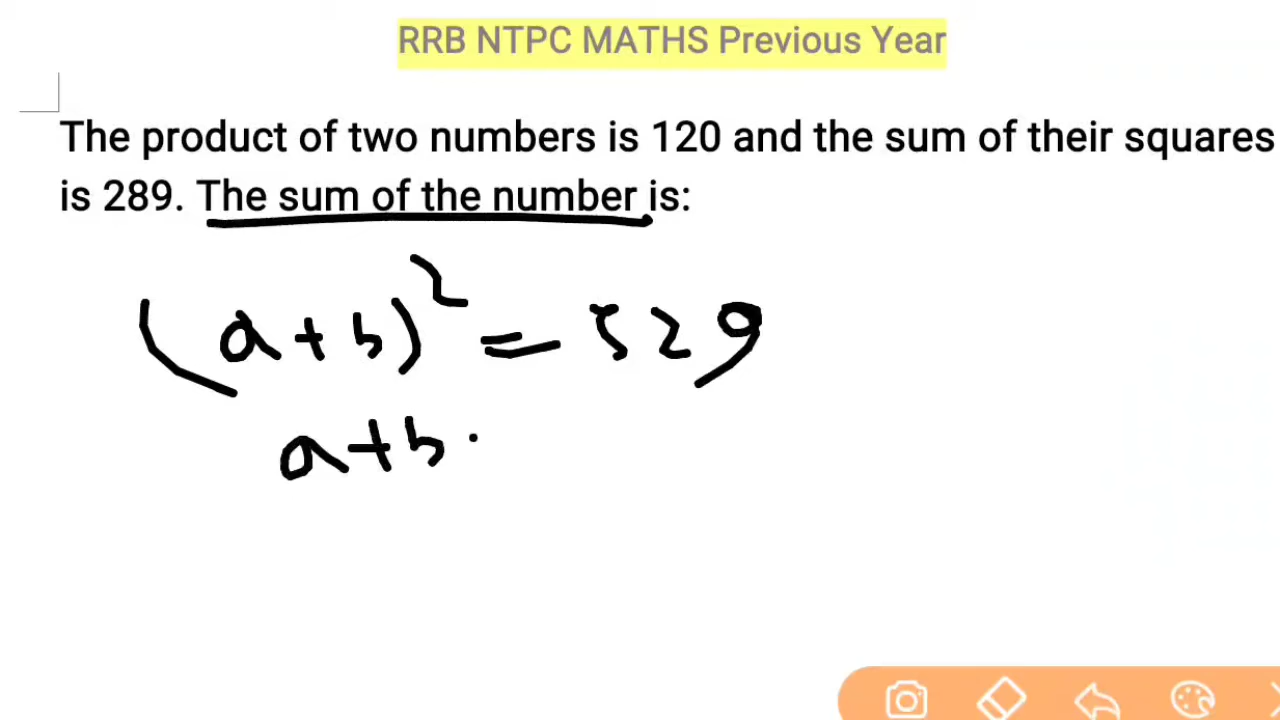 RRB NTPC MATHS Previous Year
The product of two numbers is 120 and the sum of their squares
is 289. The sum of the number is:
(a+b)² = 529
a+b